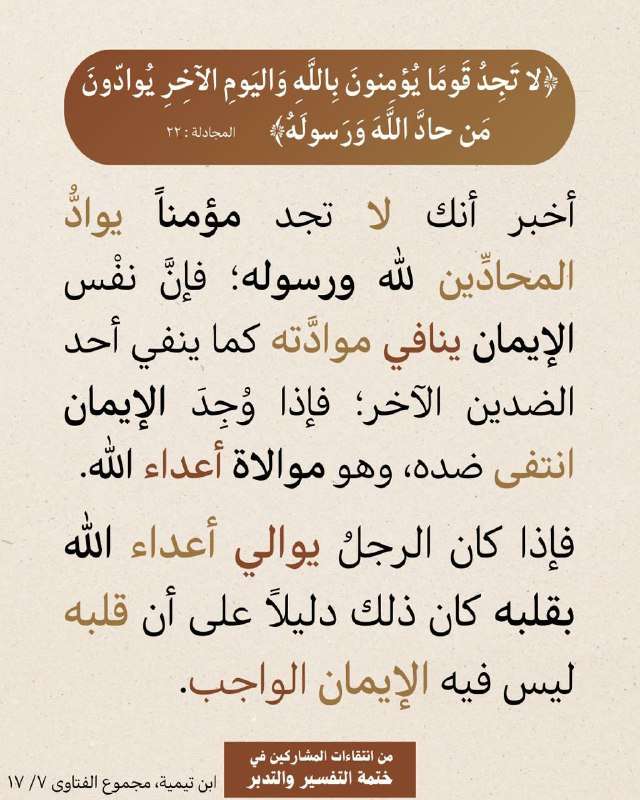 ﴿لا تَجِدُ قَومًا يُؤمِنونَ بِاللَّهِ وَاليَومِ الآخِرِ يُوادّونَ
مَن حادَّ اللَّهَ وَرَسولَهُ﴾ المجادلة : ٢٢
أخبر أنك لا تجد مؤمناً يوادُّ
المحادِّين لله ورسوله؛ فإنَّ نفْس
الإيمان ينافي موادَّته كما ينفي أحد
الضدين الآخر؛ فإذا وُجِدَ الإيمان
انتفى ضده، وهو موالاة أعداء الله.
فإذا كان الرجلُ يوالي أعداء الله
بقلبه كان ذلك دليلاً على أن قلبه
ليس فيه الإيمان الواجب.
من انتقاءات المشاركين في
ختمة التفسير والتدبر
ابن تيمية، مجموع الفتاوى ٧/ ١٧